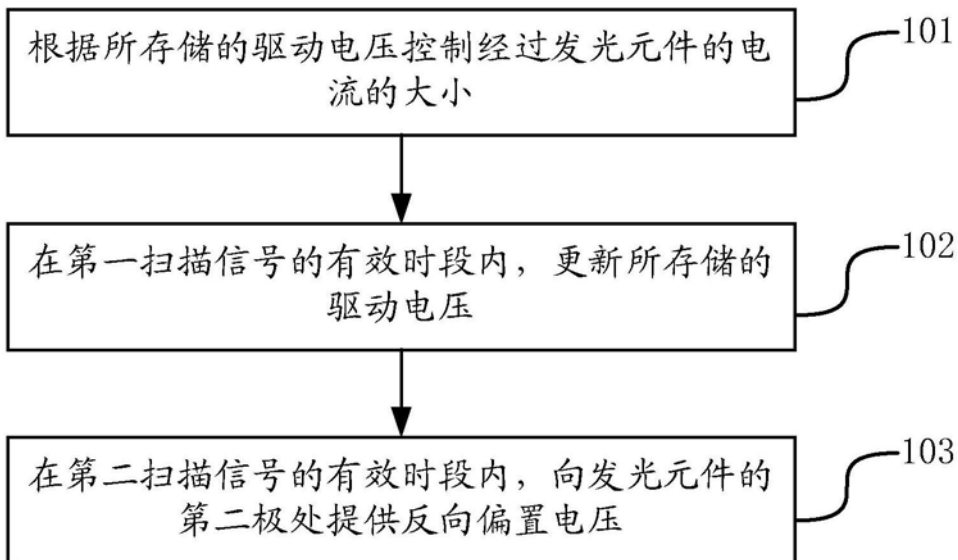 根据所存储的驱动电压控制经过发光元件的电
流的大小
101
在第一扫描信号的有效时段内，更新所存储的
驱动电压
102
在第二扫描信号的有效时段内，向发光元件的
第二极处提供反向偏置电压
103